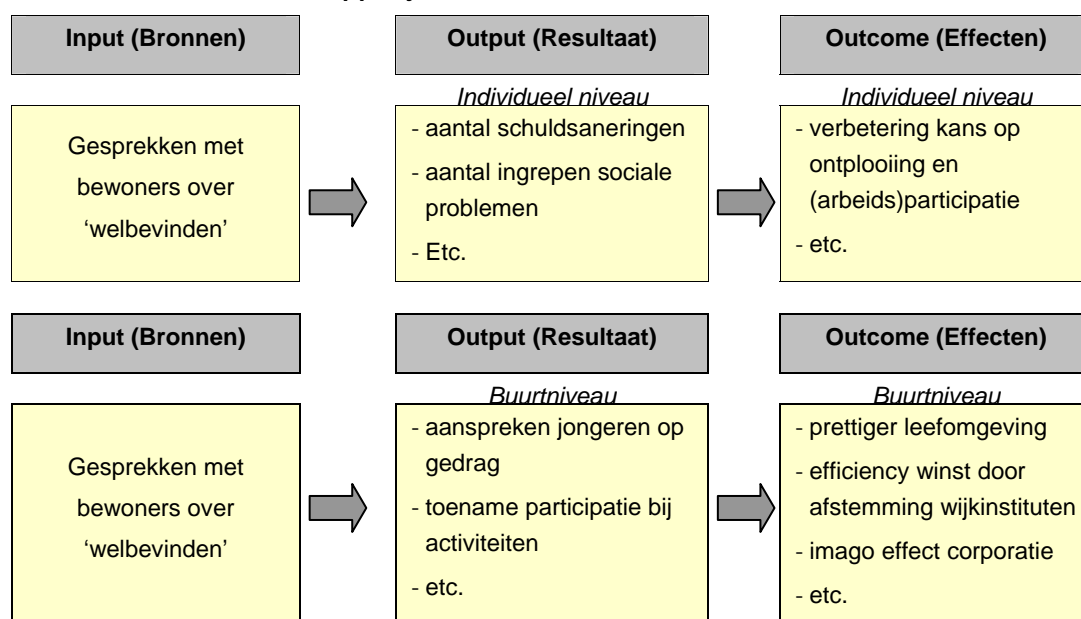 Input (Bronnen)
Output (Resultaat)
Outcome (Effecten)
Individueel niveau
Individueel niveau
Gesprekken met
bewoners over
‘welbevinden’
- aantal schuldsaneringen
- aantal ingrepen sociale
problemen
- Etc.
- verbetering kans op
ontplooiing en
(arbeids)participatie
- etc.
Input (Bronnen)
Output (Resultaat)
Outcome (Effecten)
Buurtniveau
Buurtniveau
Gesprekken met
bewoners over
‘welbevinden’
- aanspreken jongeren op
gedrag
- toename participatie bij
activiteiten
- etc.
- prettiger leefomgeving
- efficiency winst door
afstemming wijkinstituten
- imago effect corporatie
- etc.